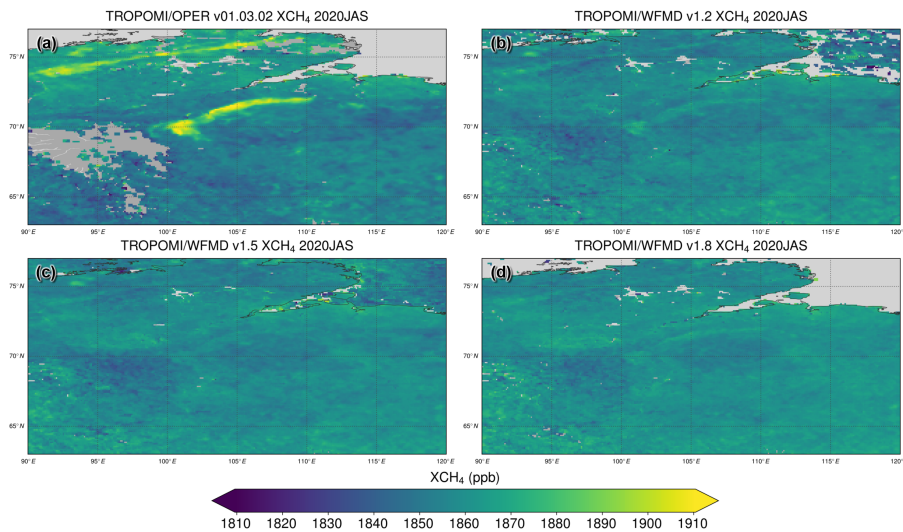 TROPOMI/OPER v01.03.02 XCH₄ 2020JAS
TROPOMI/WFMD v1.2 XCH₄ 2020JAS
(a)
(b)
75°N
70°N
65°N
75°N
70°N
65°N
90°E 95°E 100°E 105°E 110°E 115°E 120°E
90°E 95°E 100°E 105°E 110°E 115°E 120°E
TROPOMI/WFMD v1.5 XCH₄ 2020JAS
TROPOMI/WFMD v1.8 XCH₄ 2020JAS
(c)
(d)
75°N
70°N
65°N
75°N
70°N
65°N
90°E 95°E 100°E 105°E 110°E 115°E 120°E
90°E 95°E 100°E 105°E 110°E 115°E 120°E
XCH₄ (ppb)
1810 1820 1830 1840 1850 1860 1870 1880 1890 1900 1910